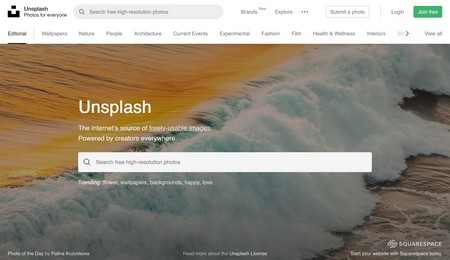 Unsplash
Photos for everyone
Search free high-resolution photos
Brands New
Explore
Submit a photo
Login
Join free
Editorial
Wallpapers
Nature
People
Architecture
Current Events
Experimental
Fashion
Film
Health & Wellness
Interiors
View all
Unsplash
The internet's source of freely-usable images.
Powered by creators everywhere.
Search free high-resolution photos
Trending: flower, wallpapers, backgrounds, happy, love
SQUARESPACE
Photo of the Day by Polina Kuzovkova
Read more about the Unsplash License
Start your website with Squarespace today.